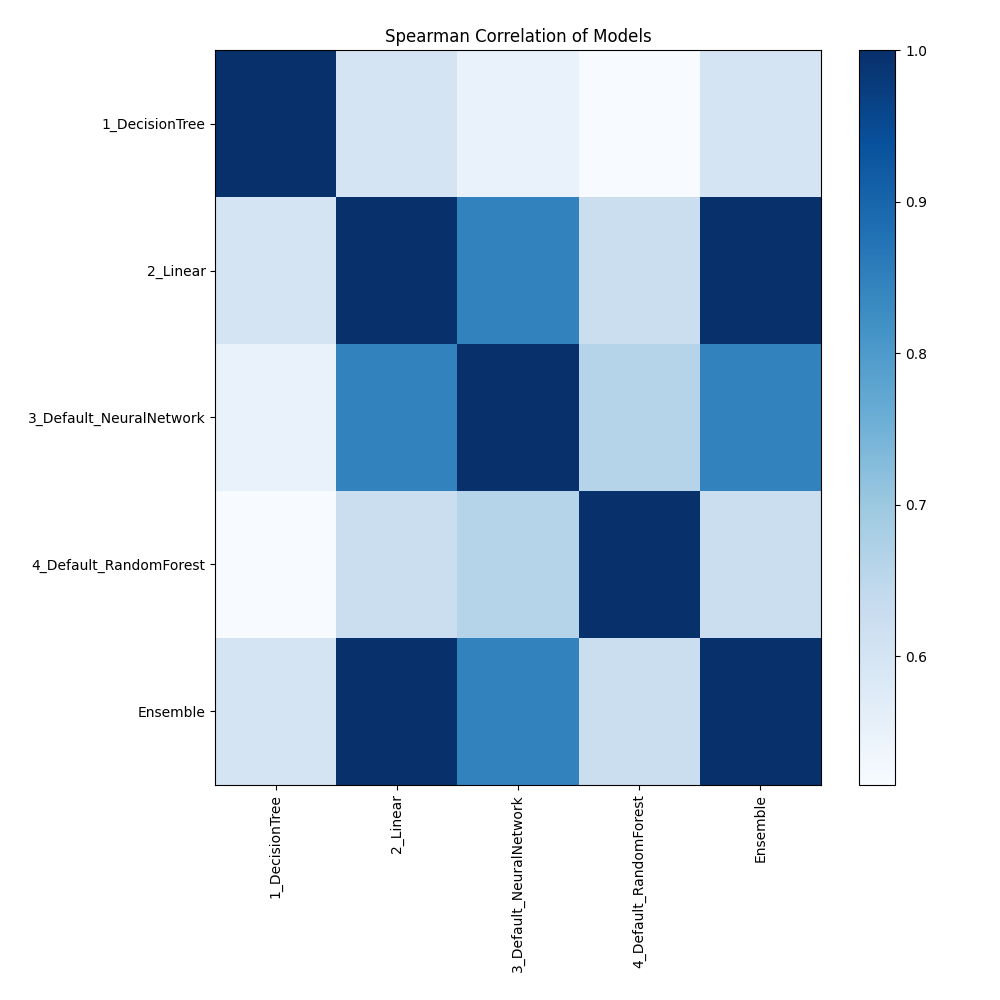 Spearman Correlation of Models
1_DecisionTree
2_Linear
3_Default_NeuralNetwork
4_Default_RandomForest
Ensemble
1_DecisionTree
2_Linear
3_Default_NeuralNetwork
4_Default_RandomForest
Ensemble
1.0
0.9
0.8
0.7
0.6